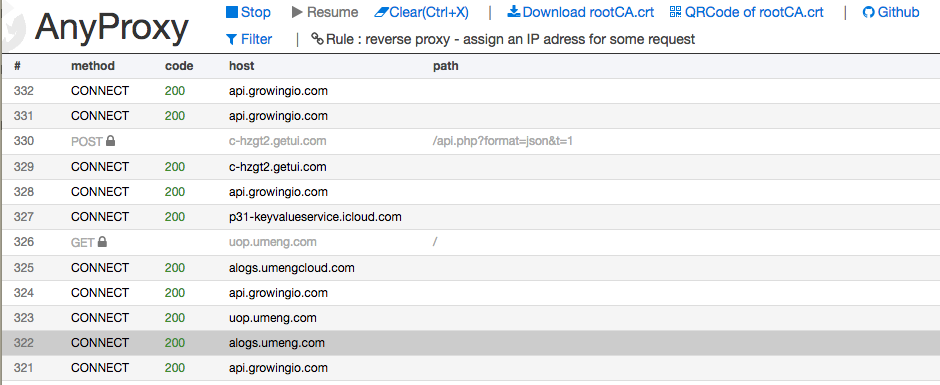 AnyProxy
Stop Resume Clear(Ctrl+X) | Download rootCA.crt QRCode of rootCA.crt | Github
Filter | Rule : reverse proxy - assign an IP adress for some request
# method code host path
332 CONNECT 200 api.growingio.com
331 CONNECT 200 api.growingio.com
330 POST c-hzgt2.getui.com /api.php?format=json&t=1
329 CONNECT 200 c-hzgt2.getui.com
328 CONNECT 200 api.growingio.com
327 CONNECT 200 p31-keyvalueservice.icloud.com
326 GET uop.umeng.com /
325 CONNECT 200 alogs.umengcloud.com
324 CONNECT 200 api.growingio.com
323 CONNECT 200 uop.umeng.com
322 CONNECT 200 alogs.umeng.com
321 CONNECT 200 api.growingio.com